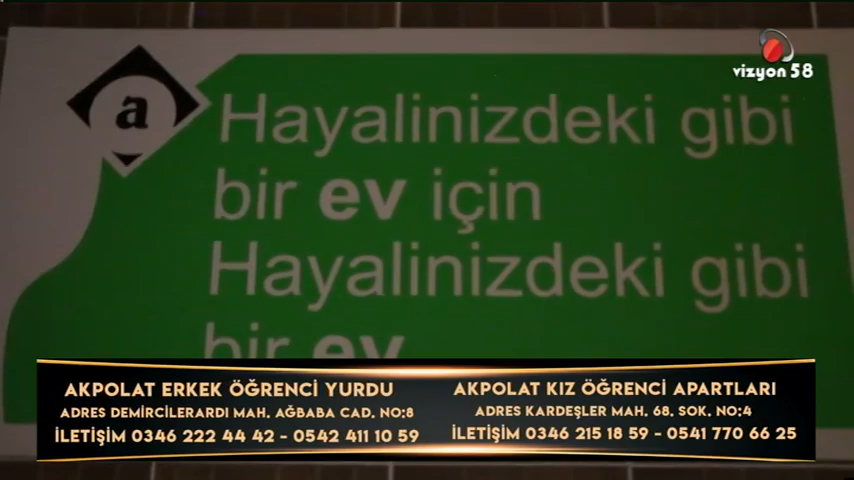 vizyon 58
a
Hayalinizdeki gibi
bir ev için
Hayalinizdeki gibi
bir ev
AKPOLAT ERKEK ÖĞRENCİ YURDU
ADRES DEMİRCİLERARDI MAH. AĞBABA CAD. NO:8
İLETİŞİM 0346 222 44 42 - 0542 411 10 59
AKPOLAT KIZ ÖĞRENCİ APARTLARI
ADRES KARDEŞLER MAH. 68. SOK. NO:4
İLETİŞİM 0346 215 18 59 - 0541 770 66 25